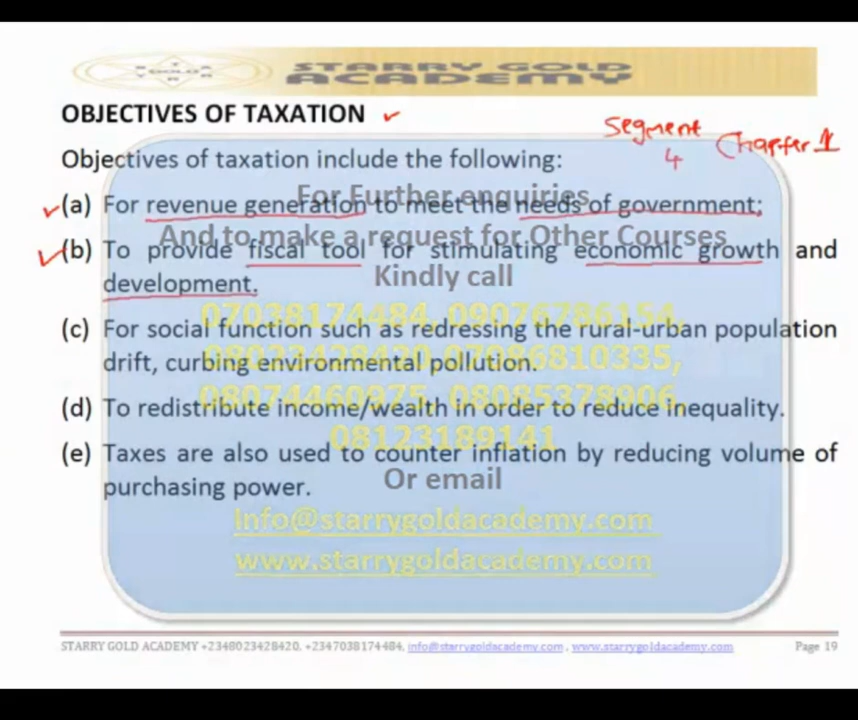 STARRY GOLD
ACADEMY
OBJECTIVES OF TAXATION
Segment 4 Chapter 1
Objectives of taxation include the following:
(a) For revenue generation to meet the needs of government;
(b) To provide fiscal tool for stimulating economic growth and
development.
(c) For social function such as redressing the rural-urban population
drift, curbing environmental pollution.
(d) To redistribute income/wealth in order to reduce inequality.
(e) Taxes are also used to counter inflation by reducing volume of
purchasing power.
For Further enquiries
And to make a request for Other Courses
Kindly call
07038174484, 09076786154,
08023428420, 07086810335,
08074460975, 08085378906,
08123189141
Or email
Info@starrygoldacademy.com
www.starrygoldacademy.com
STARRY GOLD ACADEMY +2348023428420, +2347038174484, info@starrygoldacademy.com , www.starrygoldacademy.com Page 19